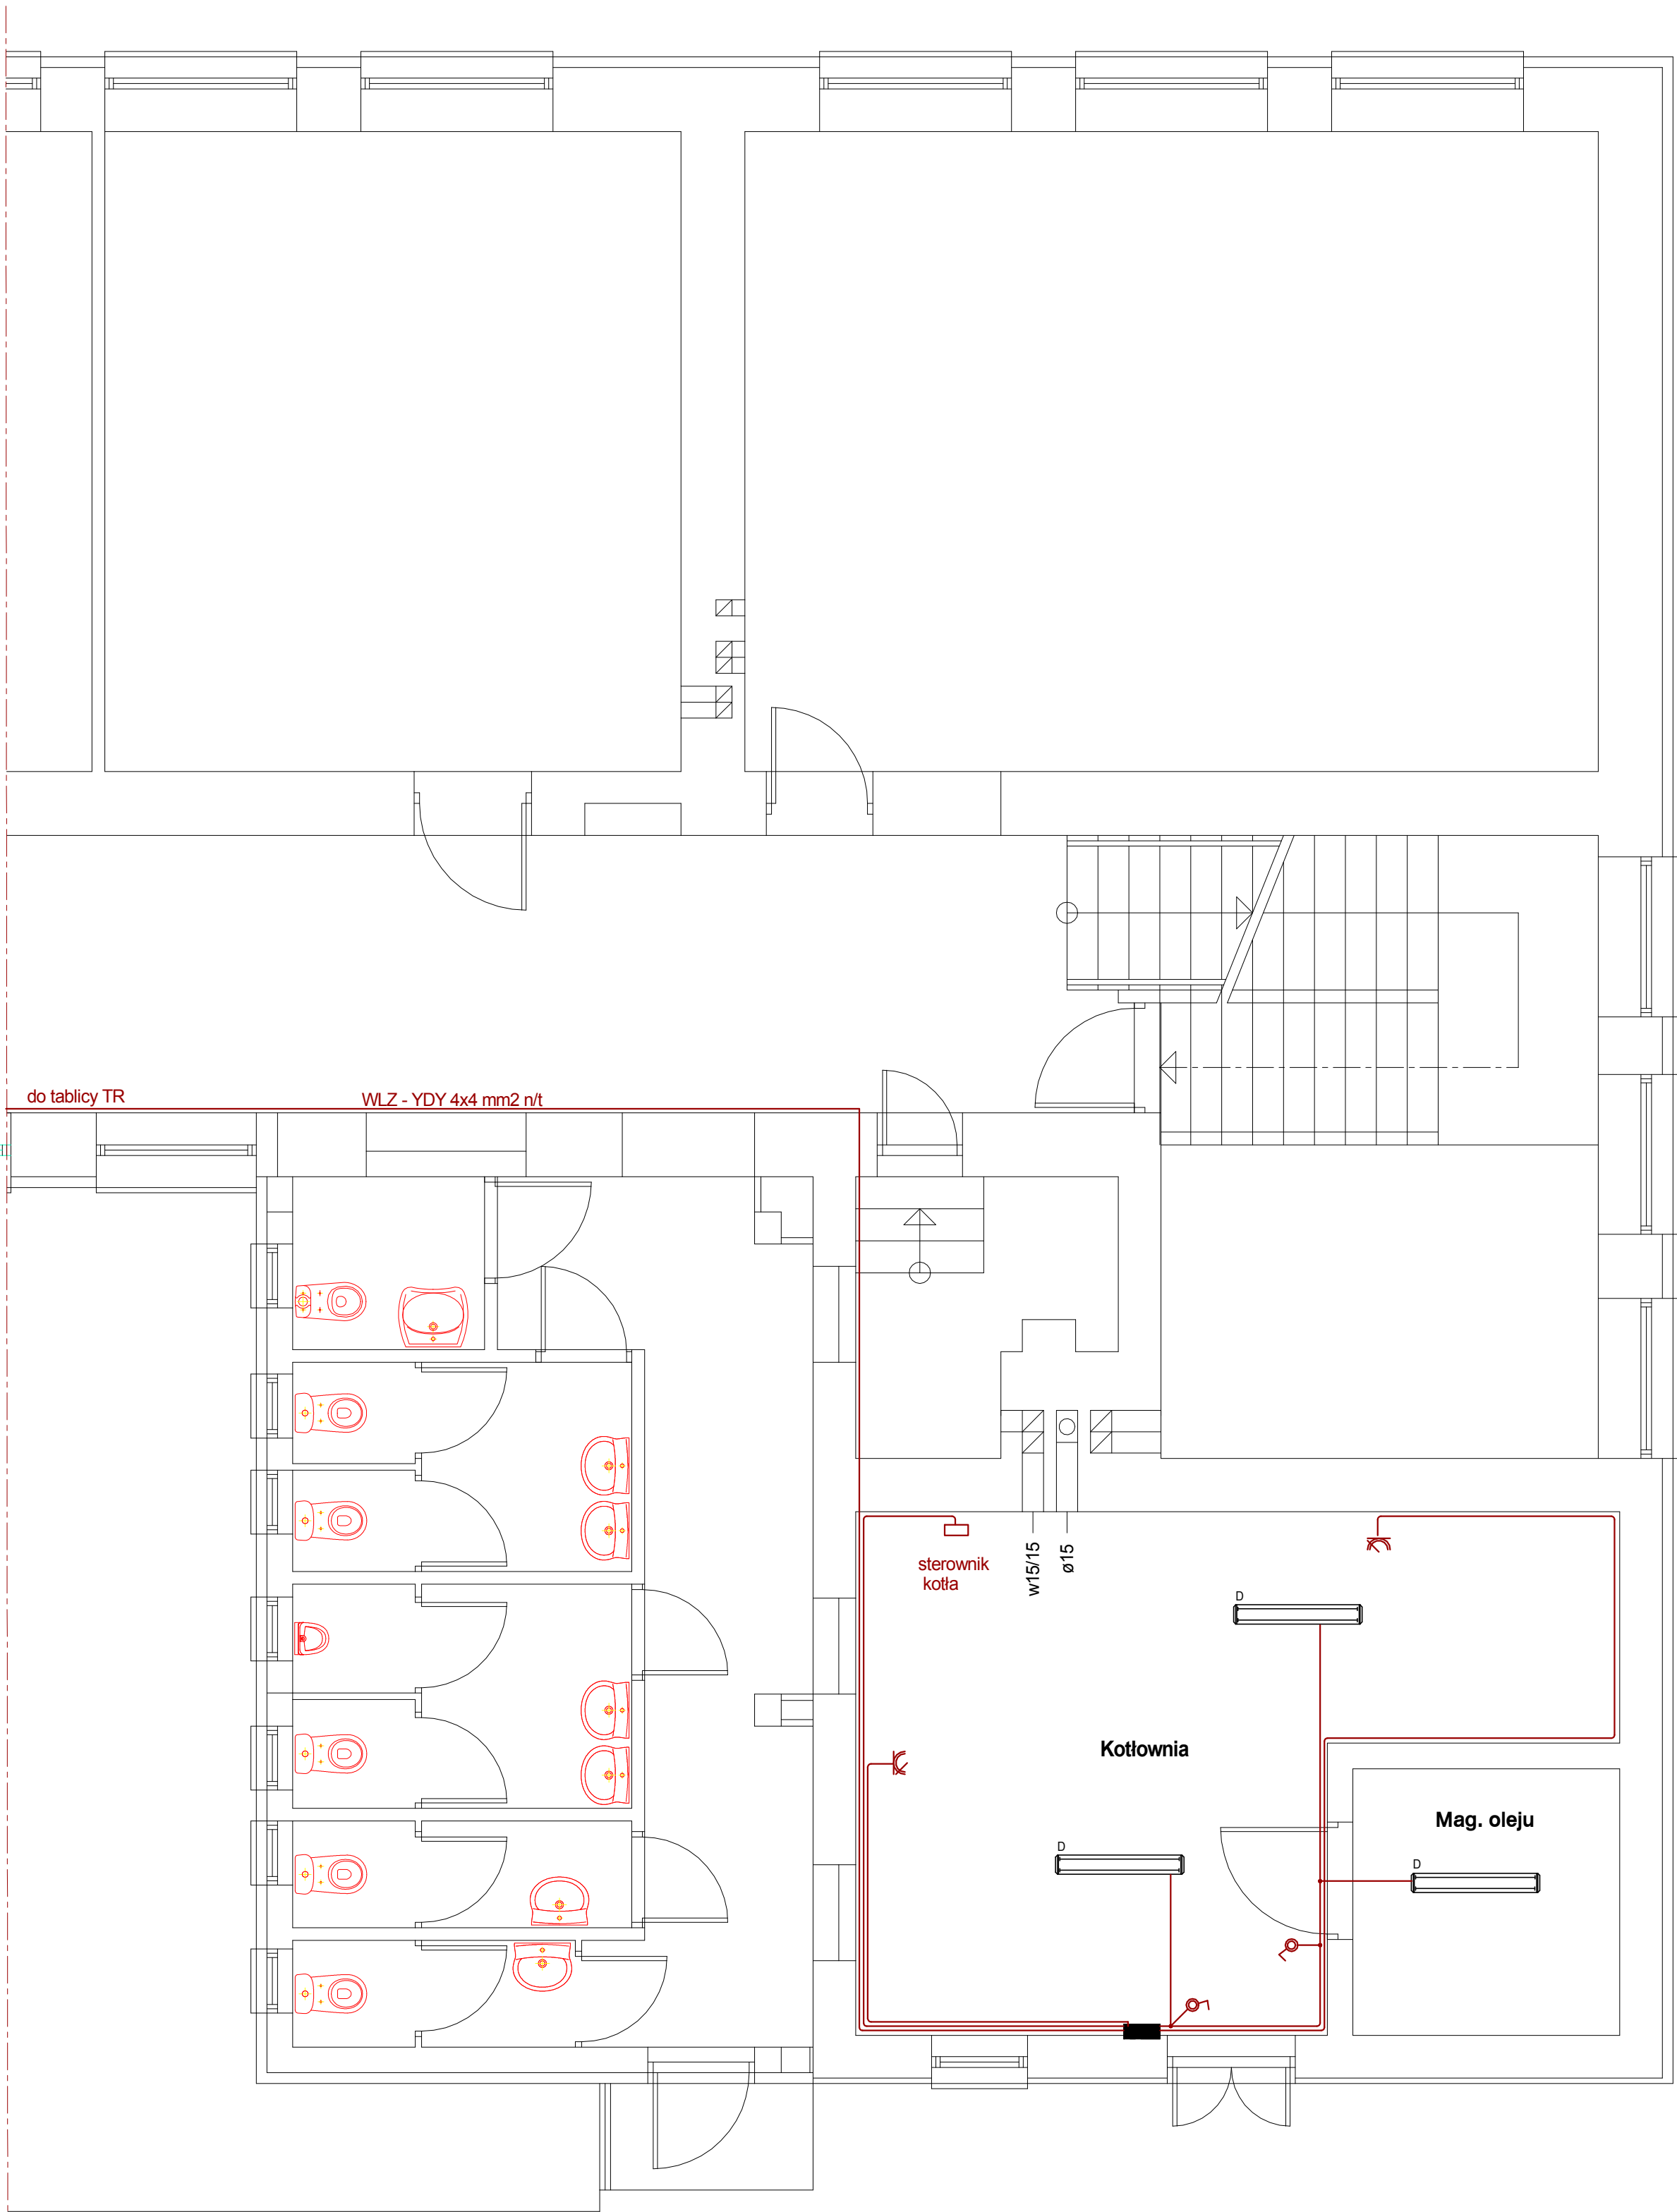 do tablicy TR
WLZ - YDY 4x4 mm2 n/t
sterownik
kotła
w15/15
ø15
D
Kotłownia
Mag. oleju
D
D